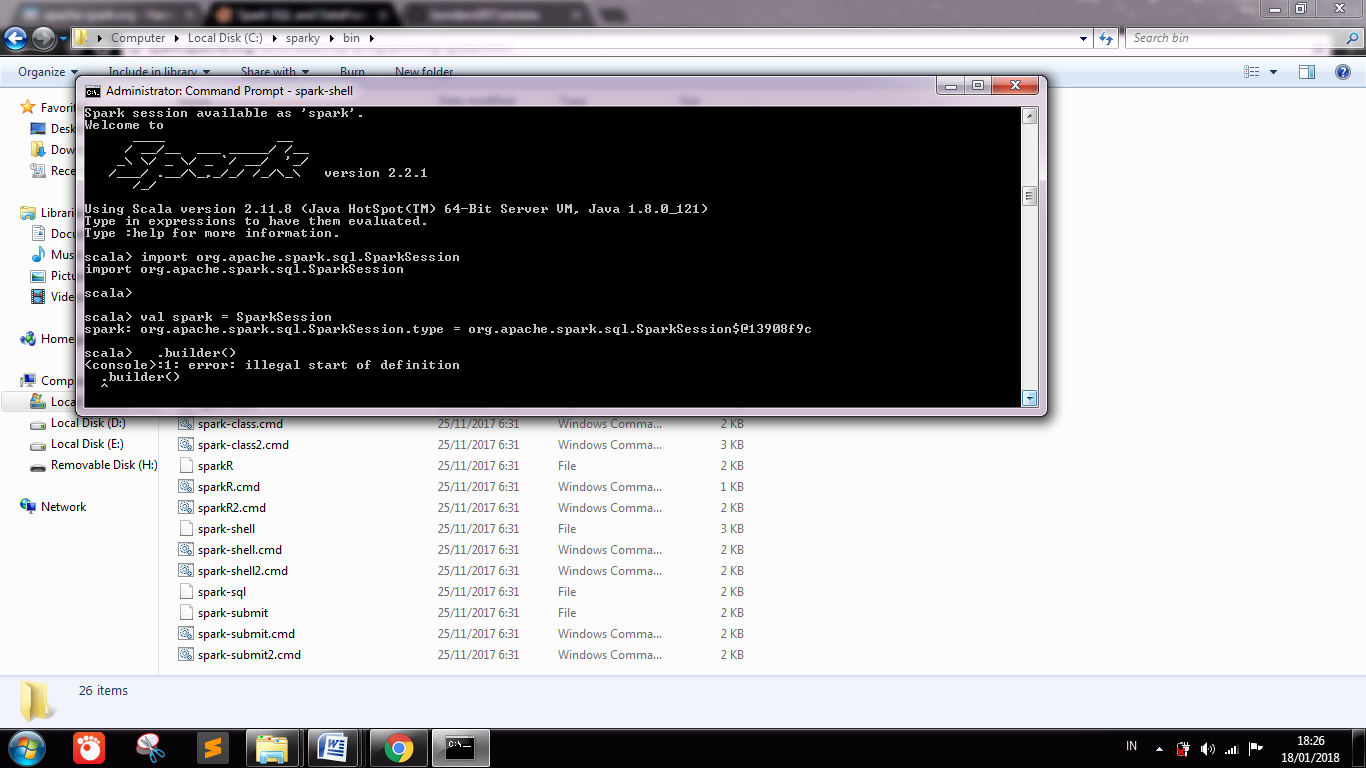 Computer
Local Disk (C:)
sparky
bin
Search bin
Organize
Include in library
Share with
Burn
New folder
Administrator: Command Prompt - spark-shell
Spark session available as 'spark'.
Welcome to
Spark version 2.2.1
Using Scala version 2.11.8 (Java HotSpot(TM) 64-Bit Server VM, Java 1.8.0_121)
Type in expressions to have them evaluated.
Type :help for more information.
scala> import org.apache.spark.sql.SparkSession
import org.apache.spark.sql.SparkSession
scala>
scala> val spark = SparkSession
spark: org.apache.spark.sql.SparkSession.type = org.apache.spark.sql.SparkSession$@13908f9c
scala>   .builder()
<console>:1: error: illegal start of definition
  .builder()
  ^
Favorit
Desk
Dow
Rece
Librari
Docu
Mus
Pictu
Vide
Home
Comp
Loca
Local Disk (D:)
Local Disk (E:)
Removable Disk (H:)
Network
spark-class.cmd 25/11/2017 6:31 Windows Comma... 2 KB
spark-class2.cmd 25/11/2017 6:31 Windows Comma... 3 KB
sparkR 25/11/2017 6:31 File 2 KB
sparkR.cmd 25/11/2017 6:31 Windows Comma... 1 KB
sparkR2.cmd 25/11/2017 6:31 Windows Comma... 2 KB
spark-shell 25/11/2017 6:31 File 3 KB
spark-shell.cmd 25/11/2017 6:31 Windows Comma... 2 KB
spark-shell2.cmd 25/11/2017 6:31 Windows Comma... 2 KB
spark-sql 25/11/2017 6:31 File 2 KB
spark-submit 25/11/2017 6:31 File 2 KB
spark-submit.cmd 25/11/2017 6:31 Windows Comma... 2 KB
spark-submit2.cmd 25/11/2017 6:31 Windows Comma... 2 KB
26 items
IN
18:26
18/01/2018